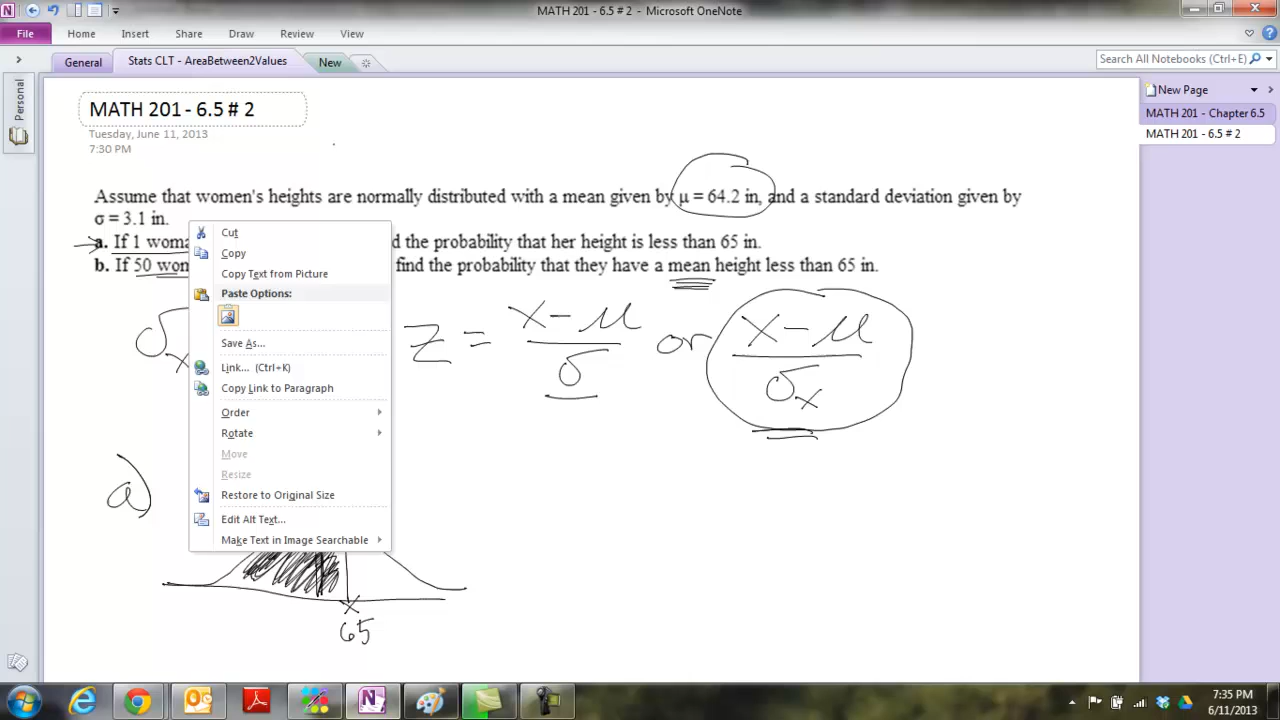 MATH 201 - 6.5 # 2 - Microsoft OneNote
File Home Insert Share Draw Review View
General Stats CLT - AreaBetween2Values New Search All Notebooks (Ctrl+E)
Personal
New Page
MATH 201 - Chapter 6.5
MATH 201 - 6.5 # 2
MATH 201 - 6.5 # 2
Tuesday, June 11, 2013
7:30 PM
Assume that women's heights are normally distributed with a mean given by μ = 64.2 in, and a standard deviation given by
σ = 3.1 in.
a. If 1 woma d the probability that her height is less than 65 in.
b. If 50 wom find the probability that they have a mean height less than 65 in.
Cut
Copy
Copy Text from Picture
Paste Options:
Save As...
Link... (Ctrl+K)
Copy Link to Paragraph
Order
Rotate
Move
Resize
Restore to Original Size
Edit Alt Text...
Make Text in Image Searchable
σx z = x - μ / σ or x - μ / σx
a)
65
7:35 PM
6/11/2013